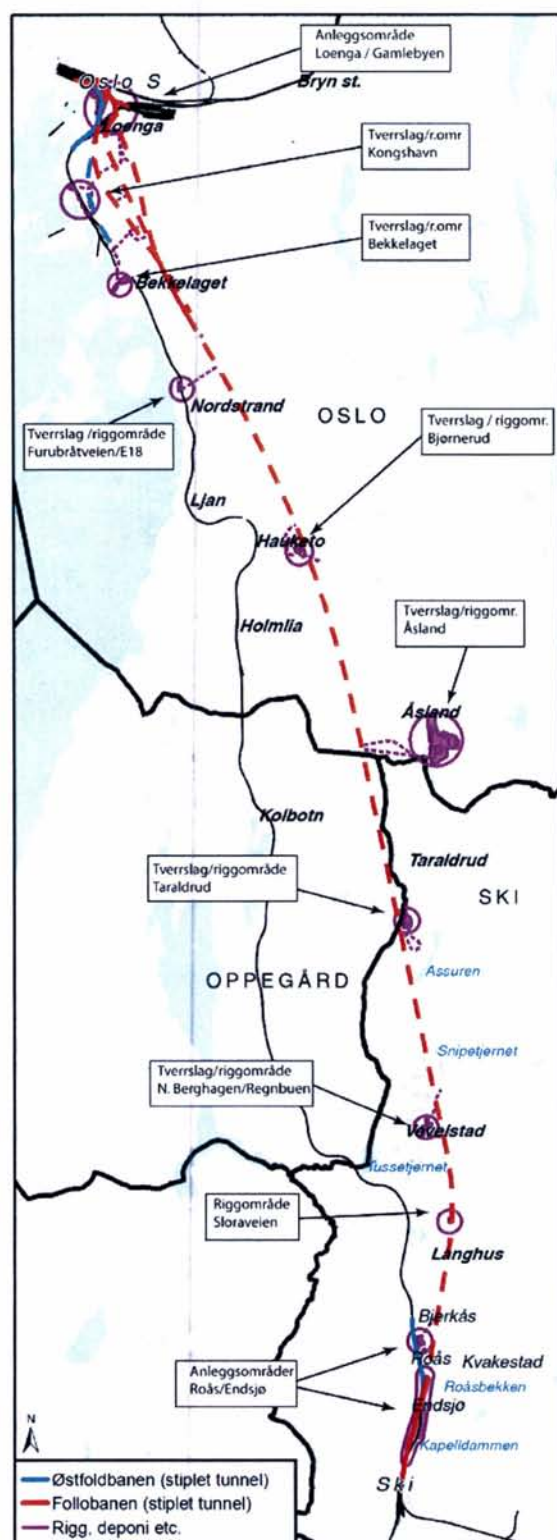 Anleggsområde
Loenga / Gamlebyen
Oslo S
Bryn st.
Loenga
Tverrslag/r.omr
Kongshavn
Tverrslag/r.omr
Bekkelaget
Bekkelaget
Nordstrand
OSLO
Tverrslag / riggomr.
Bjørnerud
Tverrslag /riggområde
Furubråtveien/E18
Ljan
Hauketo
Holmlia
Tverrslag/riggomr.
Åsland
Åsland
Kolbotn
Taraldrud
Tverrslag/riggområde
Taraldrud
SKI
Assuren
OPPEGÅRD
Snipetjernet
Tverrslag/riggområde
N. Berghagen/Regnbuen
Vevelstad
Tussetjernet
Riggområde
Sloraveien
Langhus
Bjerkås
Roås
Kvakestad
Anleggsområder
Roås/Endsjø
Roåsbekken
Endsjø
Kapelldammen
N
Ski
Østfoldbanen (stiplet tunnel)
Follobanen (stiplet tunnel)
Rigg, deponi etc.